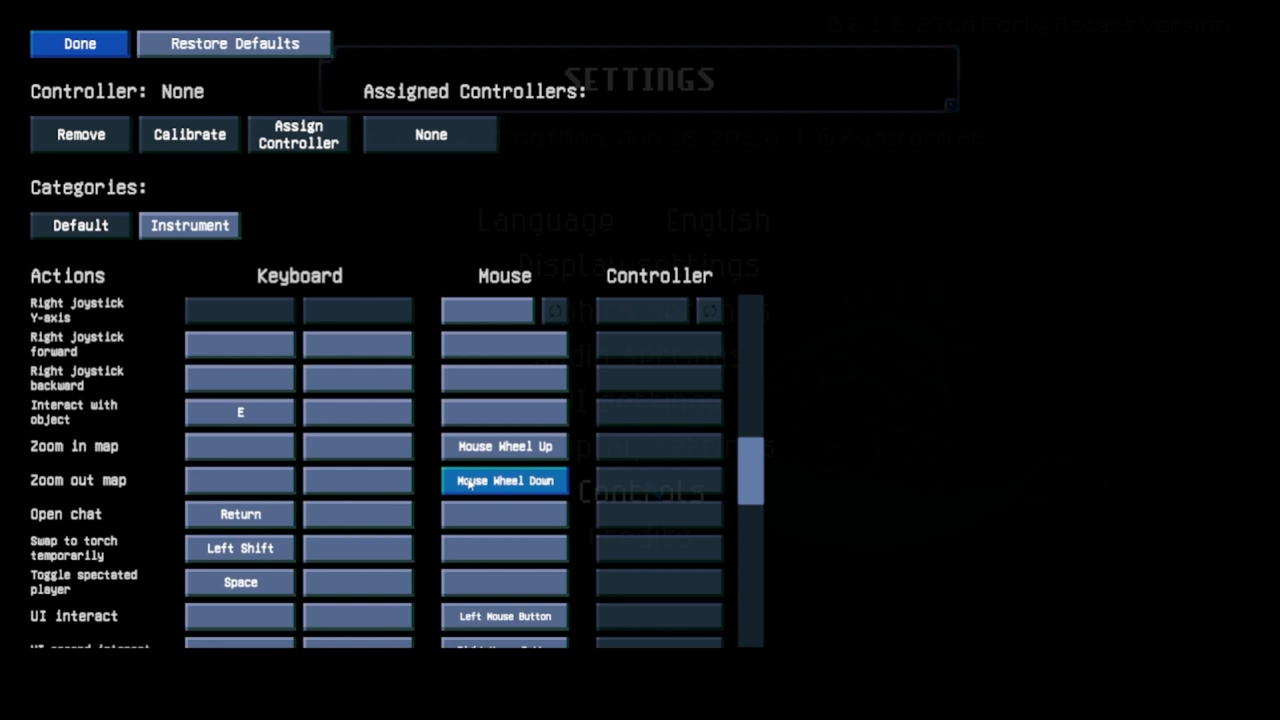 Done Restore Defaults
SETTINGS
Controller: None Assigned Controllers:
Remove Calibrate Assign Controller None
Categories:
Language English
Default Instrument
Display settings
Actions Keyboard Mouse Controller
Right joystick
Y-axis
Right joystick
forward
Right joystick
backward
Interact with
object E
Zoom in map Mouse Wheel Up
Zoom out map Mouse Wheel Down
Controls
Open chat Return
Swap to torch
temporarily Left Shift
Credits
Toggle spectated
player Space
UI interact Left Mouse Button